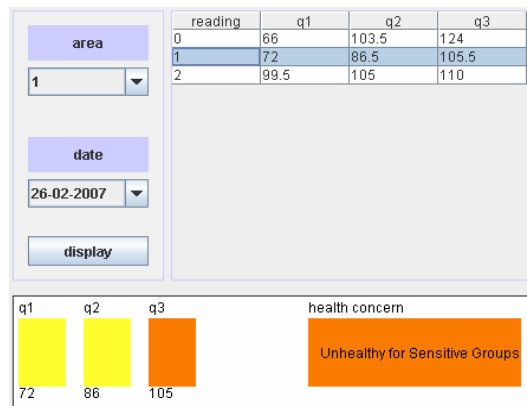 area
1
date
26-02-2007
display
reading q1 q2 q3
0 66 103.5 124
1 72 86.5 105.5
2 99.5 105 110
q1 q2 q3 health concern
Unhealthy for Sensitive Groups
72 86 105